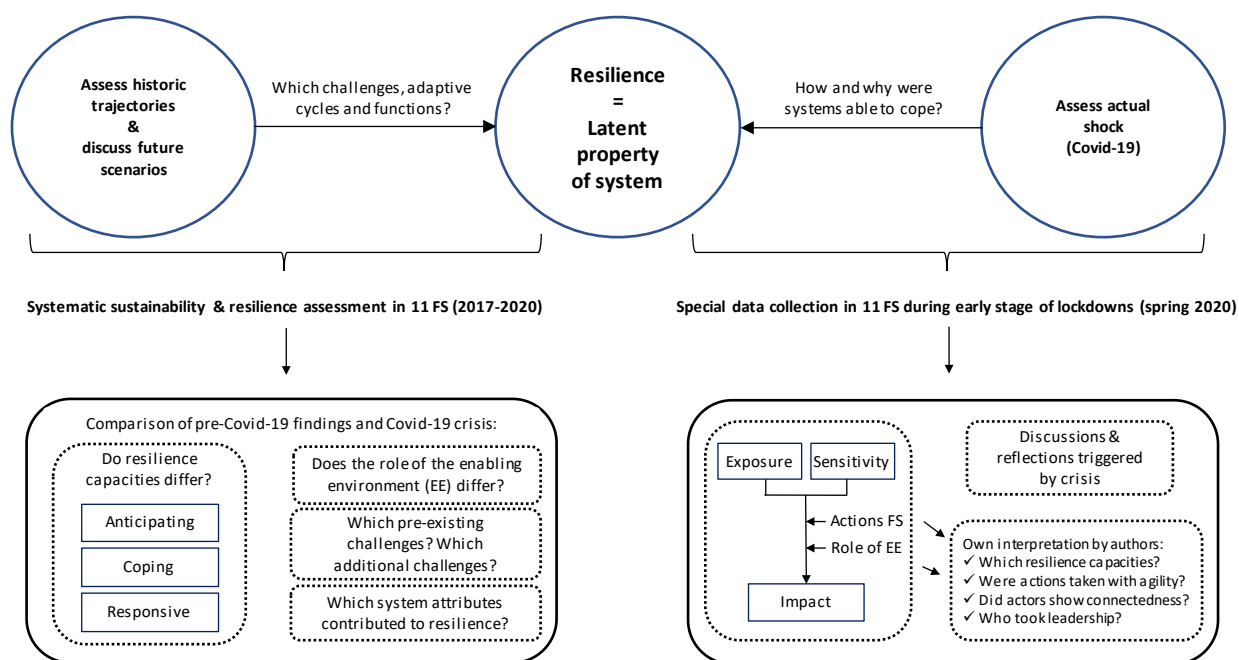 Assess historic
trajectories
&
discuss future
scenarios
Which challenges, adaptive
cycles and functions?
Resilience
=
Latent
property
of system
How and why were
systems able to cope?
Assess actual
shock
(Covid-19)
Systematic sustainability & resilience assessment in 11 FS (2017-2020)
Special data collection in 11 FS during early stage of lockdowns (spring 2020)
Comparison of pre-Covid-19 findings and Covid-19 crisis:
Do resilience
capacities differ?
Anticipating
Coping
Responsive
Does the role of the enabling
environment (EE) differ?
Which pre-existing
challenges? Which
additional challenges?
Which system attributes
contributed to resilience?
Exposure
Sensitivity
Actions FS
Role of EE
Impact
Discussions &
reflections triggered
by crisis
Own interpretation by authors:
✓ Which resilience capacities?
✓ Were actions taken with agility?
✓ Did actors show connectedness?
✓ Who took leadership?